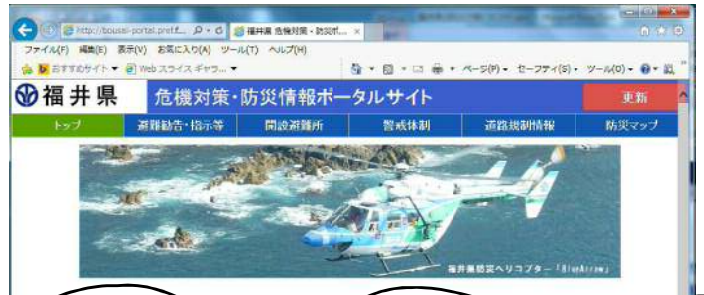 http://bousai-portal.pref.f...
福井県 危機対策・防災ポ...
ファイル(F) 編集(E) 表示(V) お気に入り(A) ツール(T) ヘルプ(H)
おすすめサイト Web スライス ギャラ... ページ(P) セーフティ(S) ツール(O)
福井県 危機対策・防災情報ポータルサイト 更新
トップ 避難勧告・指示等 開設避難所 警戒体制 道路規制情報 防災マップ
福井県防災ヘリコプター「BlueArrow」